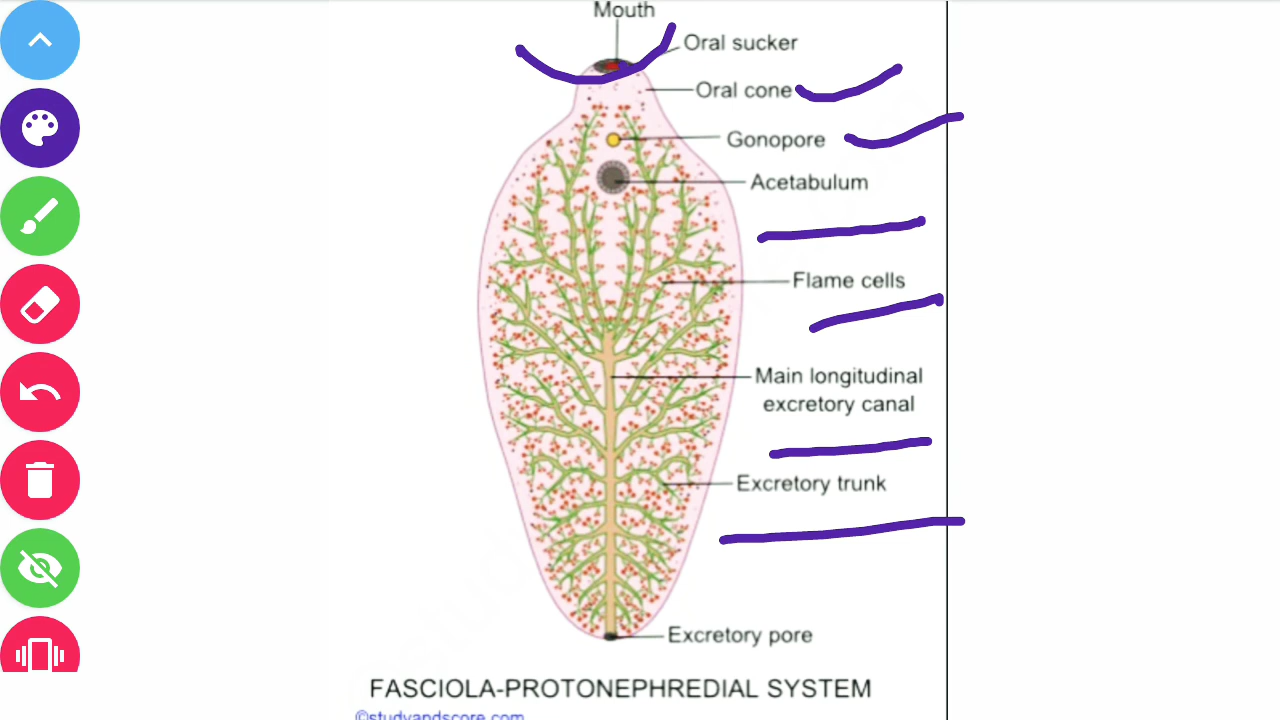 Mouth
Oral sucker
Oral cone
Gonopore
Acetabulum
Flame cells
Main longitudinal
excretory canal
Excretory trunk
Excretory pore
FASCIOLA-PROTONEPHREDIAL SYSTEM
©studyandscore.com